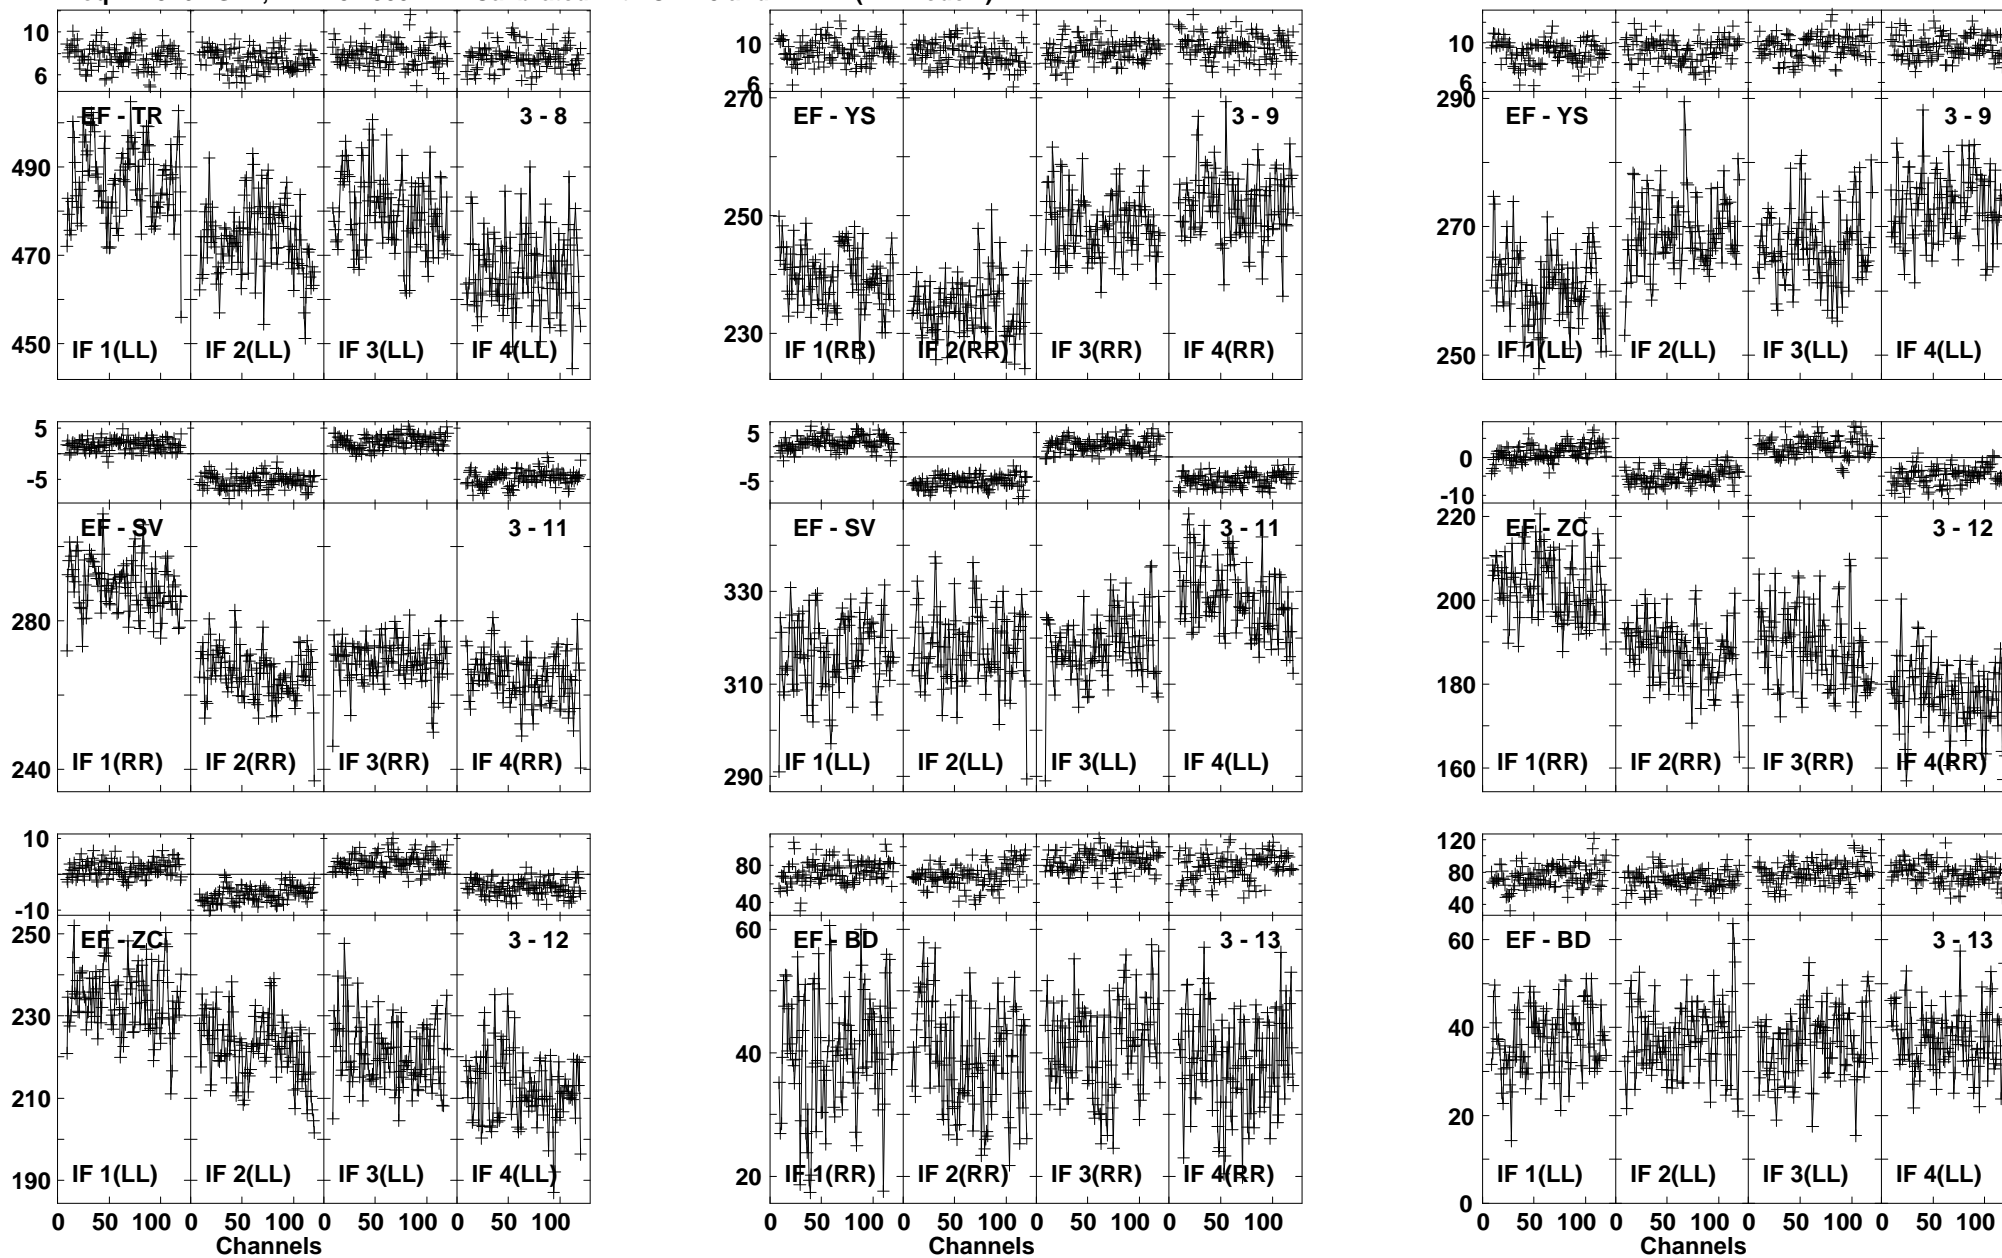 10
6
EF - TR
3 - 8
490
470
450
IF 1(LL)
IF 2(LL)
IF 3(LL)
IF 4(LL)
10
6
270
EF - YS
3 - 9
250
230
IF 1(RR)
IF 2(RR)
IF 3(RR)
IF 4(RR)
10
6
290
EF - YS
3 - 9
270
250
IF 1(LL)
IF 2(LL)
IF 3(LL)
IF 4(LL)
5
-5
EF - SV
3 - 11
280
240
IF 1(RR)
IF 2(RR)
IF 3(RR)
IF 4(RR)
5
-5
EF - SV
3 - 11
330
310
290
IF 1(LL)
IF 2(LL)
IF 3(LL)
IF 4(LL)
0
-10
220
EF - ZC
3 - 12
200
180
160
IF 1(RR)
IF 2(RR)
IF 3(RR)
IF 4(RR)
10
-10
250
EF - ZC
3 - 12
230
210
190
IF 1(LL)
IF 2(LL)
IF 3(LL)
IF 4(LL)
0 50 100 0 50 100 0 50 100 0 50 100
Channels
80
40
60
EF - BD
3 - 13
40
20
IF 1(RR)
IF 2(RR)
IF 3(RR)
IF 4(RR)
0 50 100 0 50 100 0 50 100 0 50 100
Channels
120
80
40
60
EF - BD
3 - 13
40
20
0
IF 1(LL)
IF 2(LL)
IF 3(LL)
IF 4(LL)
0 50 100 0 50 100 0 50 100 0 50 100
Channels